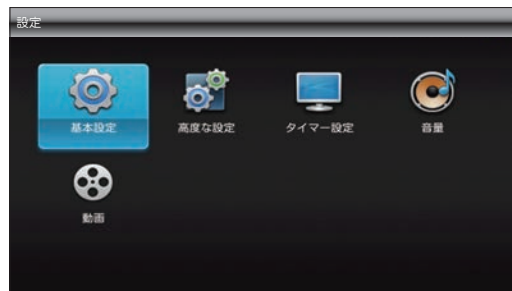 設定
基本設定
高度な設定
タイマー設定
音量
動画